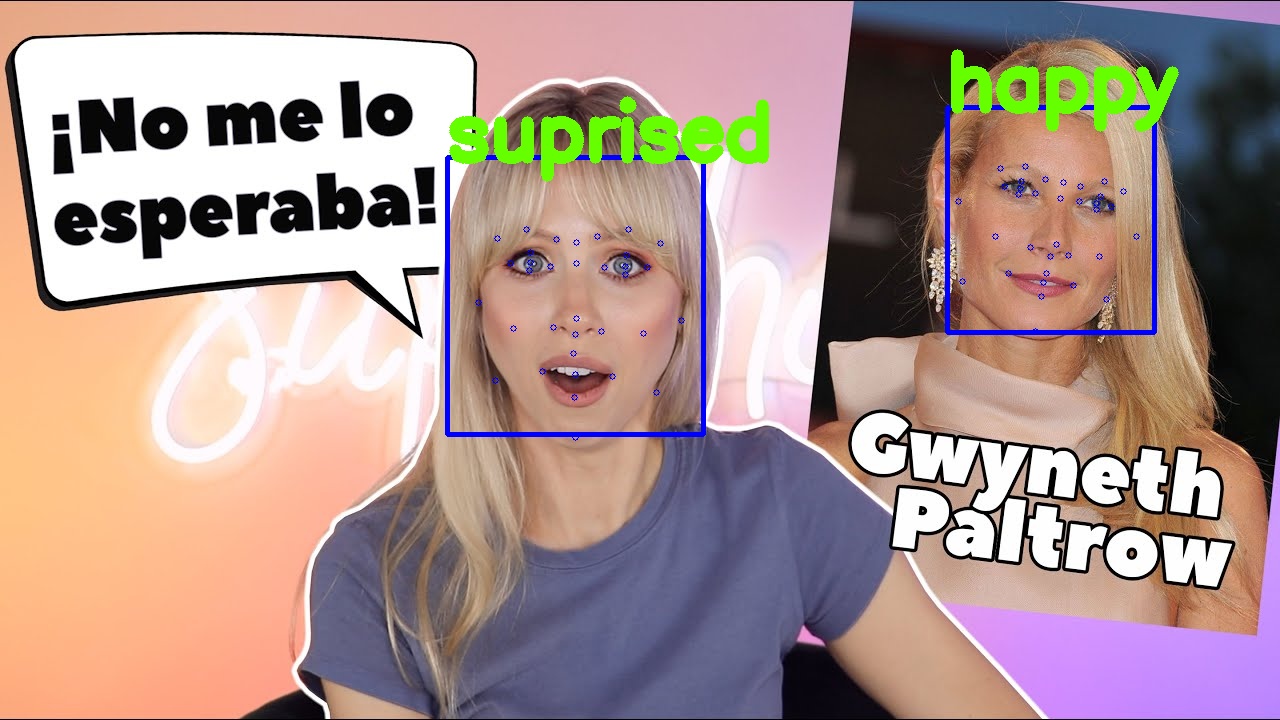 ¡No me lo
esperaba!
suprised
happy
Gwyneth
Paltrow